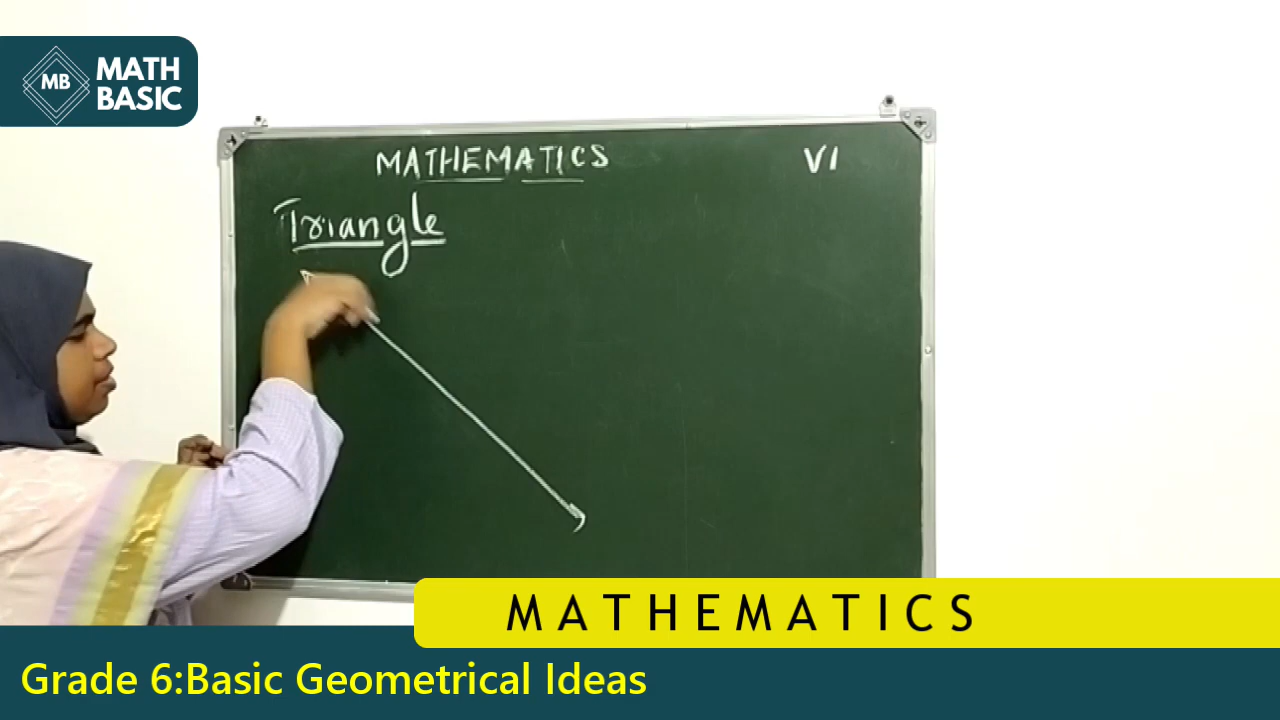 MB
MATH
BASIC
MATHEMATICS
VI
Triangle
MATHEMATICS
Grade 6:Basic Geometrical Ideas